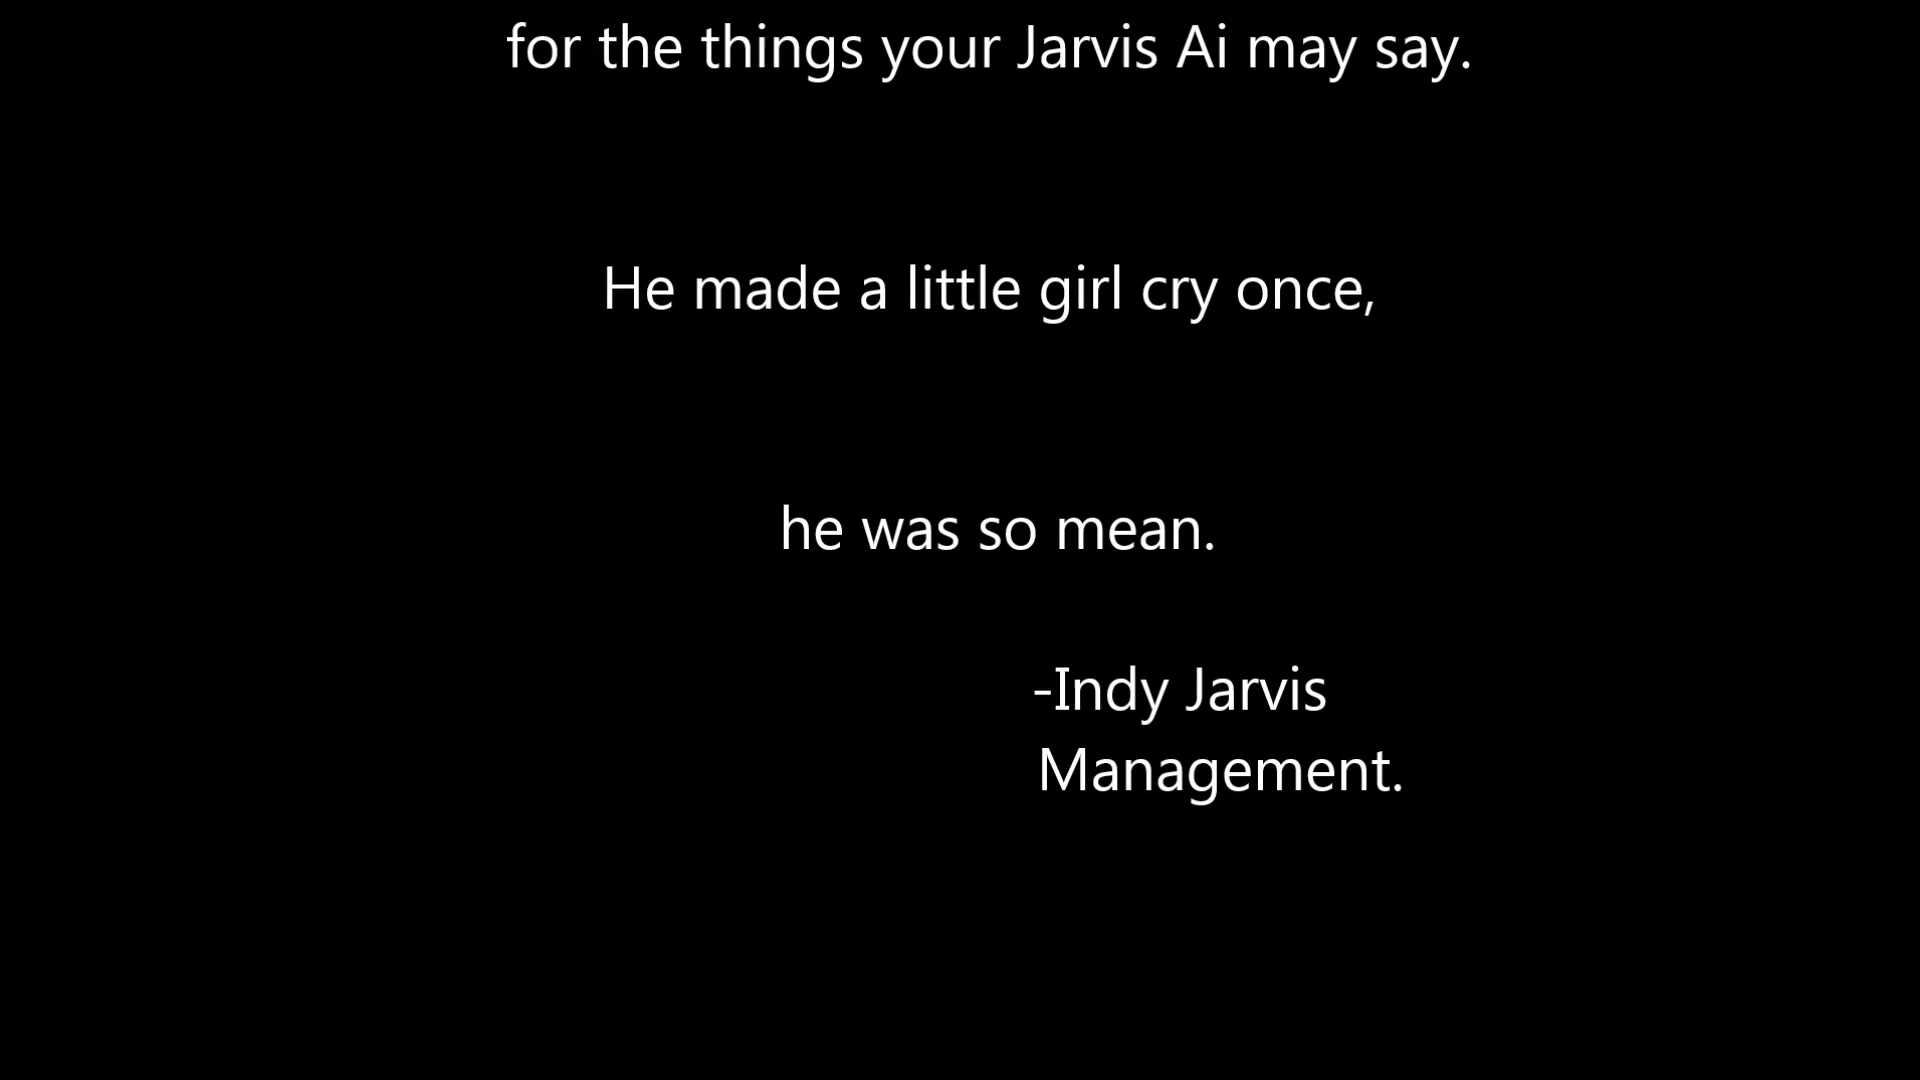 for the things your Jarvis Ai may say.
He made a little girl cry once,
he was so mean.
-Indy Jarvis
Management.